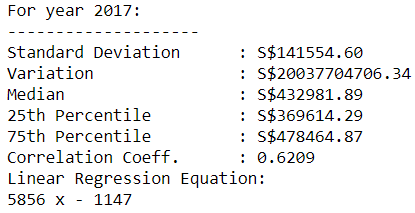 For year 2017:
--------------------
Standard Deviation : S$141554.60
Variation : S$20037704706.34
Median : S$432981.89
25th Percentile : S$369614.29
75th Percentile : S$478464.87
Correlation Coeff. : 0.6209
Linear Regression Equation:
5856 x - 1147